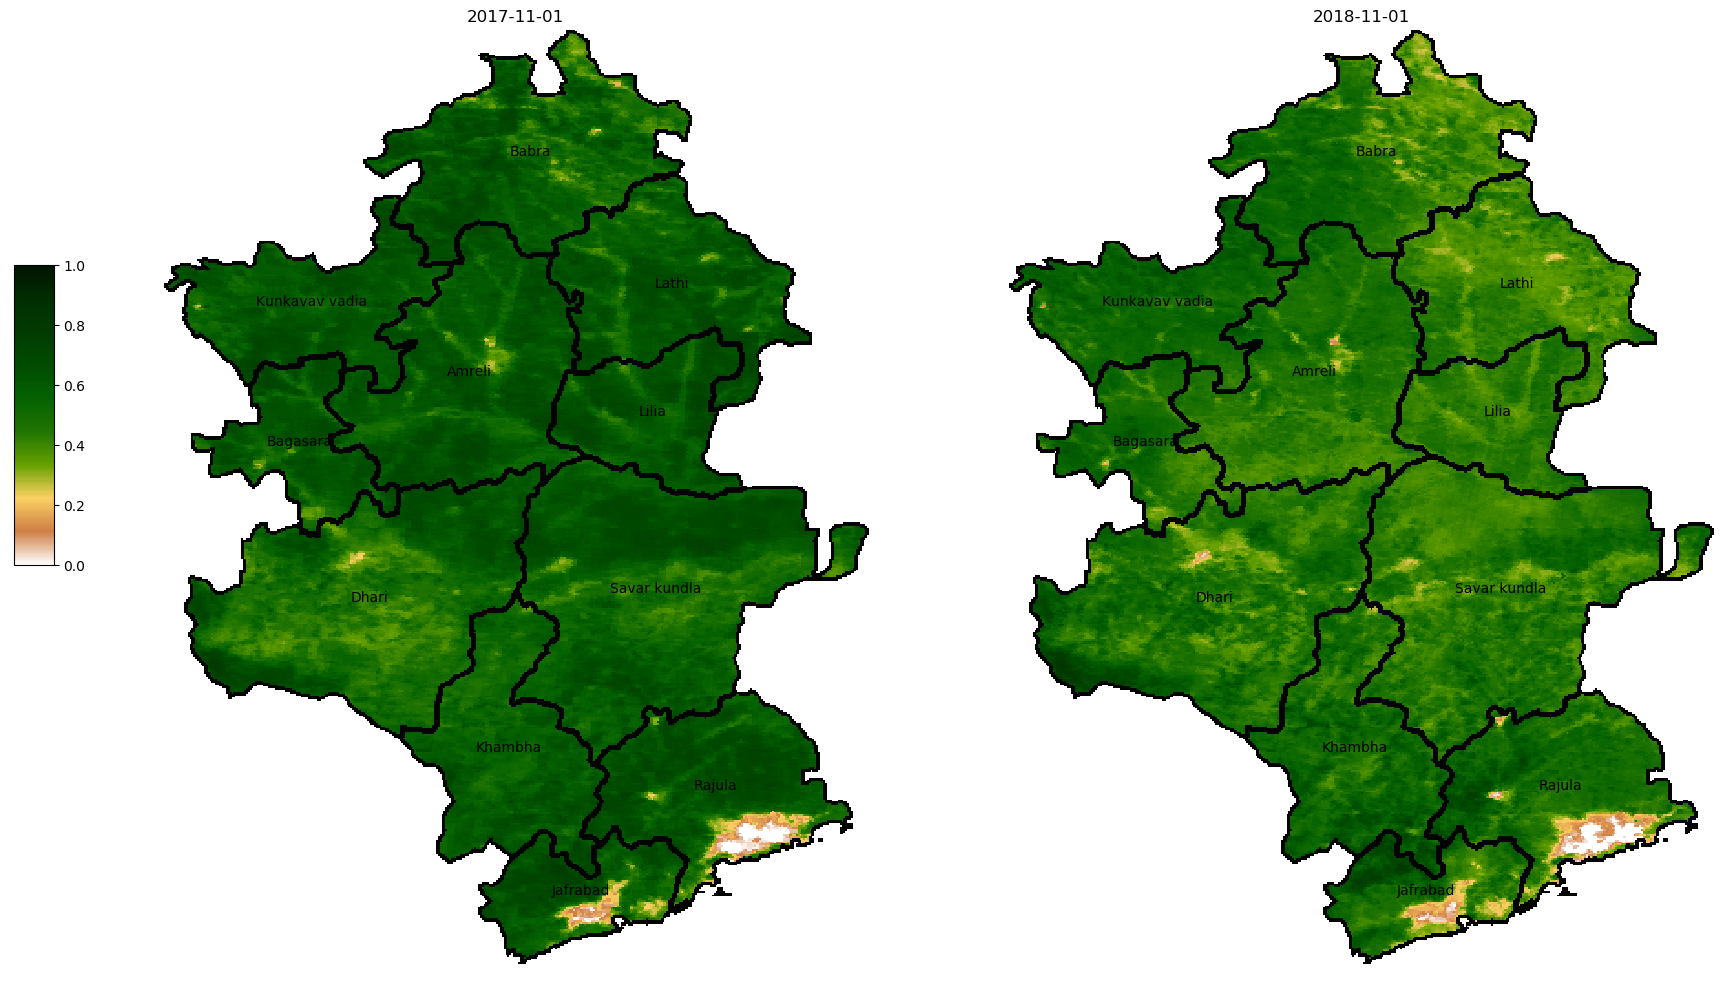 2017-11-01
2018-11-01
Babra
Babra
Lathi
Lathi
Kunkavav vadia
Kunkavav vadia
1.0
0.8
0.6
0.4
0.2
0.0
Amreli
Amreli
Lilia
Lilia
Bagasara
Bagasara
Savar kundla
Savar kundla
Dhari
Dhari
Khambha
Khambha
Rajula
Rajula
Jafrabad
Jafrabad